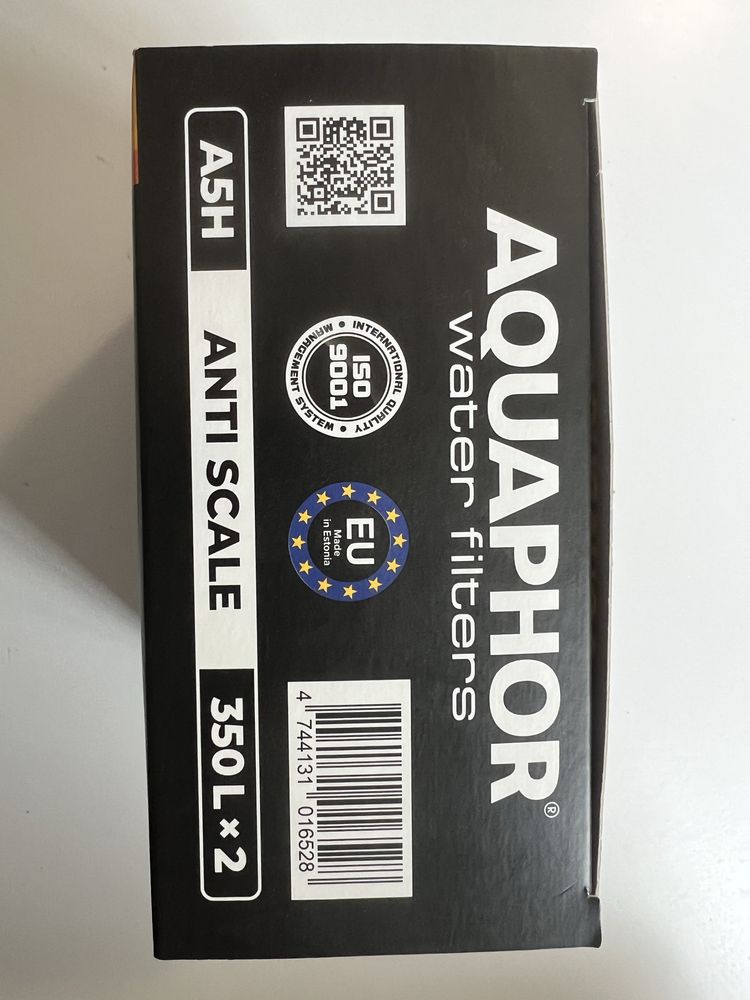 AQUAPHOR®
water filters
INTERNATIONAL QUALITY
MANAGEMENT SYSTEM
ISO
9001
EU
Made
in Estonia
4 744131 016528
A5H ANTI SCALE 350 L × 2